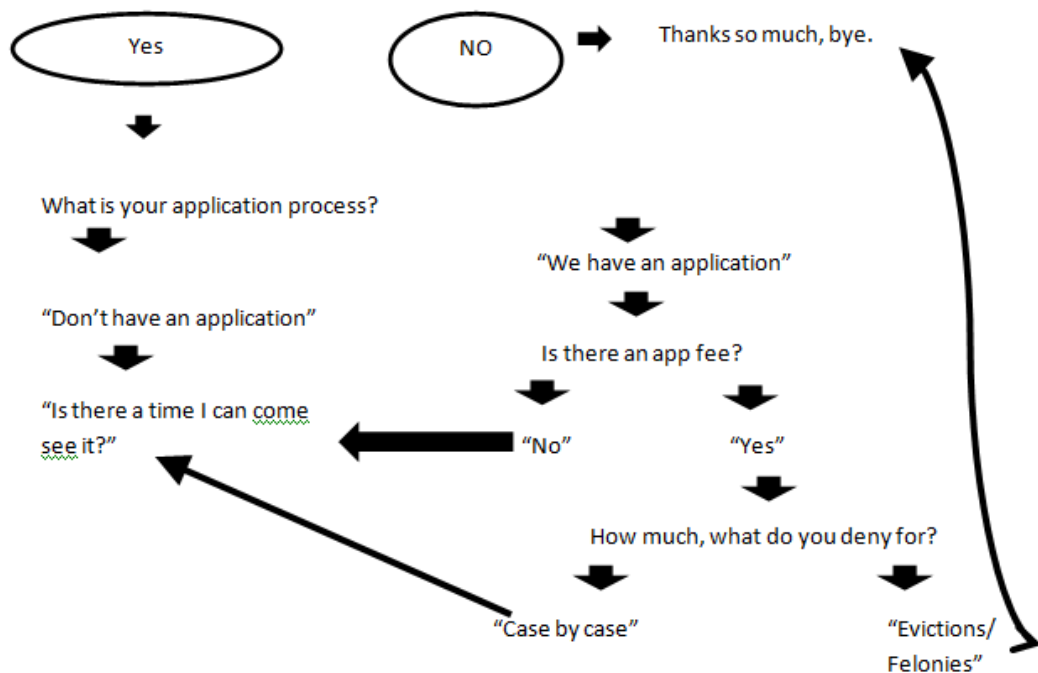 Yes
NO
Thanks so much, bye.
What is your application process?
“We have an application”
“Don’t have an application”
Is there an app fee?
“Is there a time I can come
see it?”
“No”
“Yes”
How much, what do you deny for?
“Case by case”
“Evictions/
Felonies”